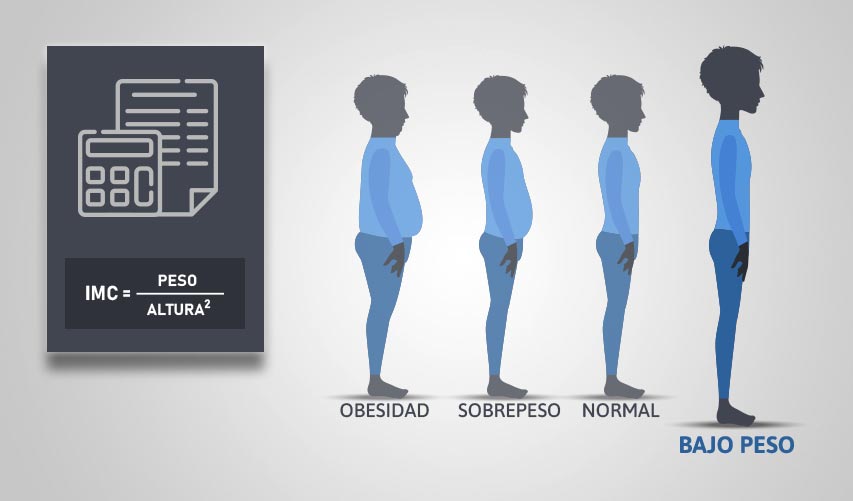 IMC = PESO / ALTURA²
OBESIDAD
SOBREPESO
NORMAL
BAJO PESO